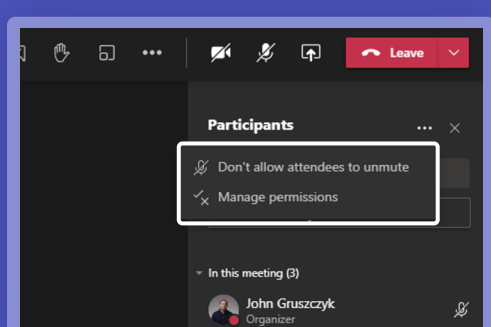 Leave
Participants
Don't allow attendees to unmute
Manage permissions
In this meeting (3)
John Gruszczyk
Organizer